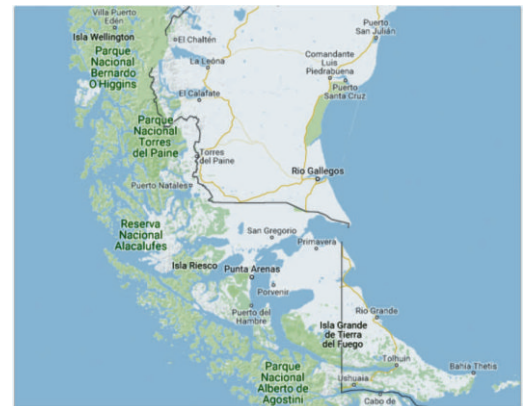 Villa Puerto
Edén
Isla Wellington
El Chaltén
Puerto
San Julián
Parque
Nacional
Bernardo
O'Higgins
La Leona
Comandante
Luis
Piedrabuena
Puerto
Santa Cruz
El Calafate
Parque
Nacional
Torres
del Paine
Torres
del Paine
Rio Gallegos
Puerto Natales
Reserva
Nacional
Alacalufes
San Gregorio
Primavera
Isla Riesco
Punta Arenas
Porvenir
Puerto del
Hambre
Rio Grande
Isla Grande
de Tierra
del Fuego
Tolhuin
Bahía Thetis
Parque
Nacional
Alberto de
Agostini
Ushuaia
Cabo de